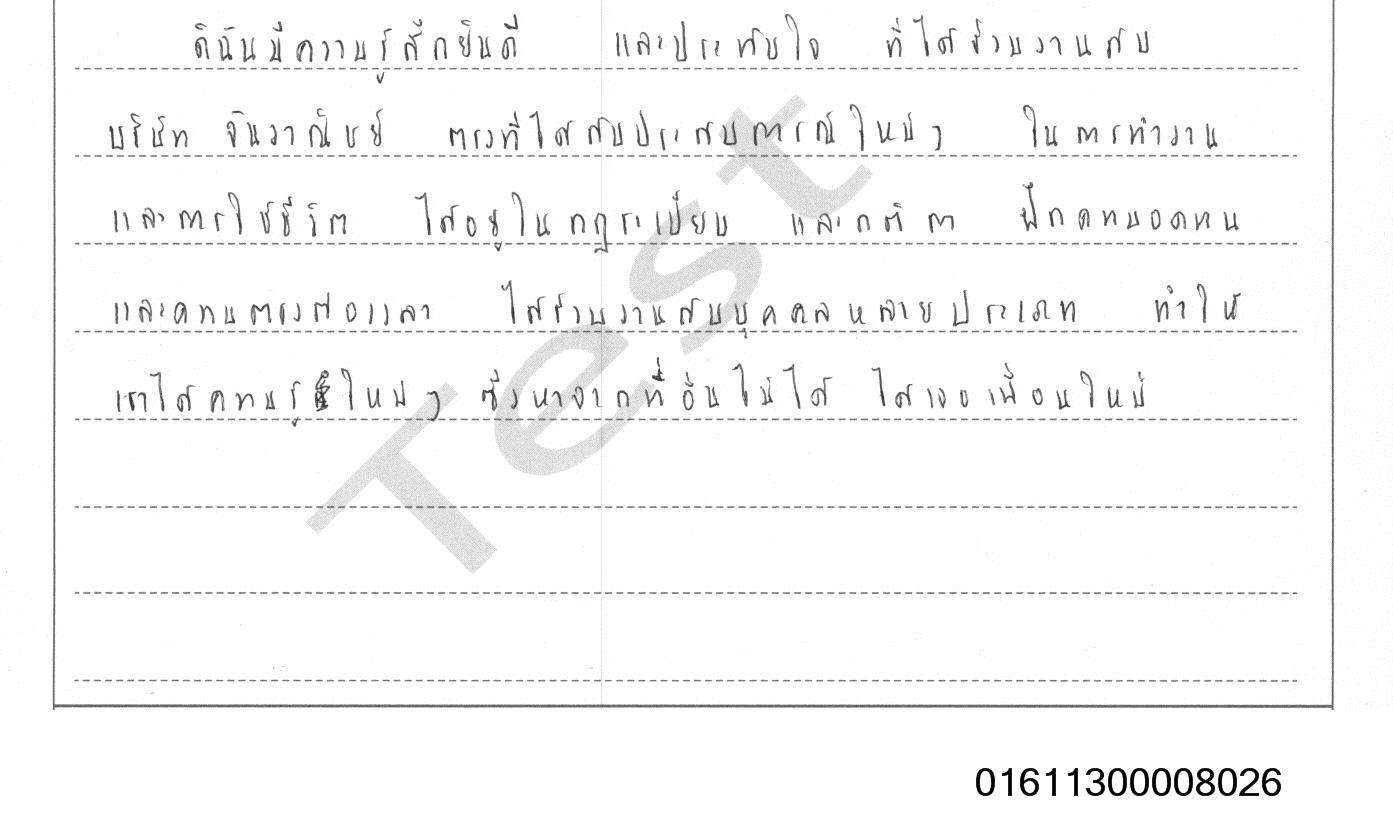 ดิฉันมีความรู้สึกยินดี และประทับใจ ที่ได้ร่วมงานกับ
บริษัท จันวาณิชย์ ตรงที่ได้รับประสบการณ์ใหม่ๆ ในการทำงาน
และการใช้ชีวิต ได้อยู่ในกฎระเบียบ และกติกา ฝึกความอดทน
และความตรงต่อเวลา ได้ร่วมงานกับบุคคลหลายประเภท ทำให้
เราได้ความรู้ใหม่ๆ ซึ่งหาจากที่อื่นไม่ได้ ได้เจอเพื่อนใหม่
Test
01611300008026